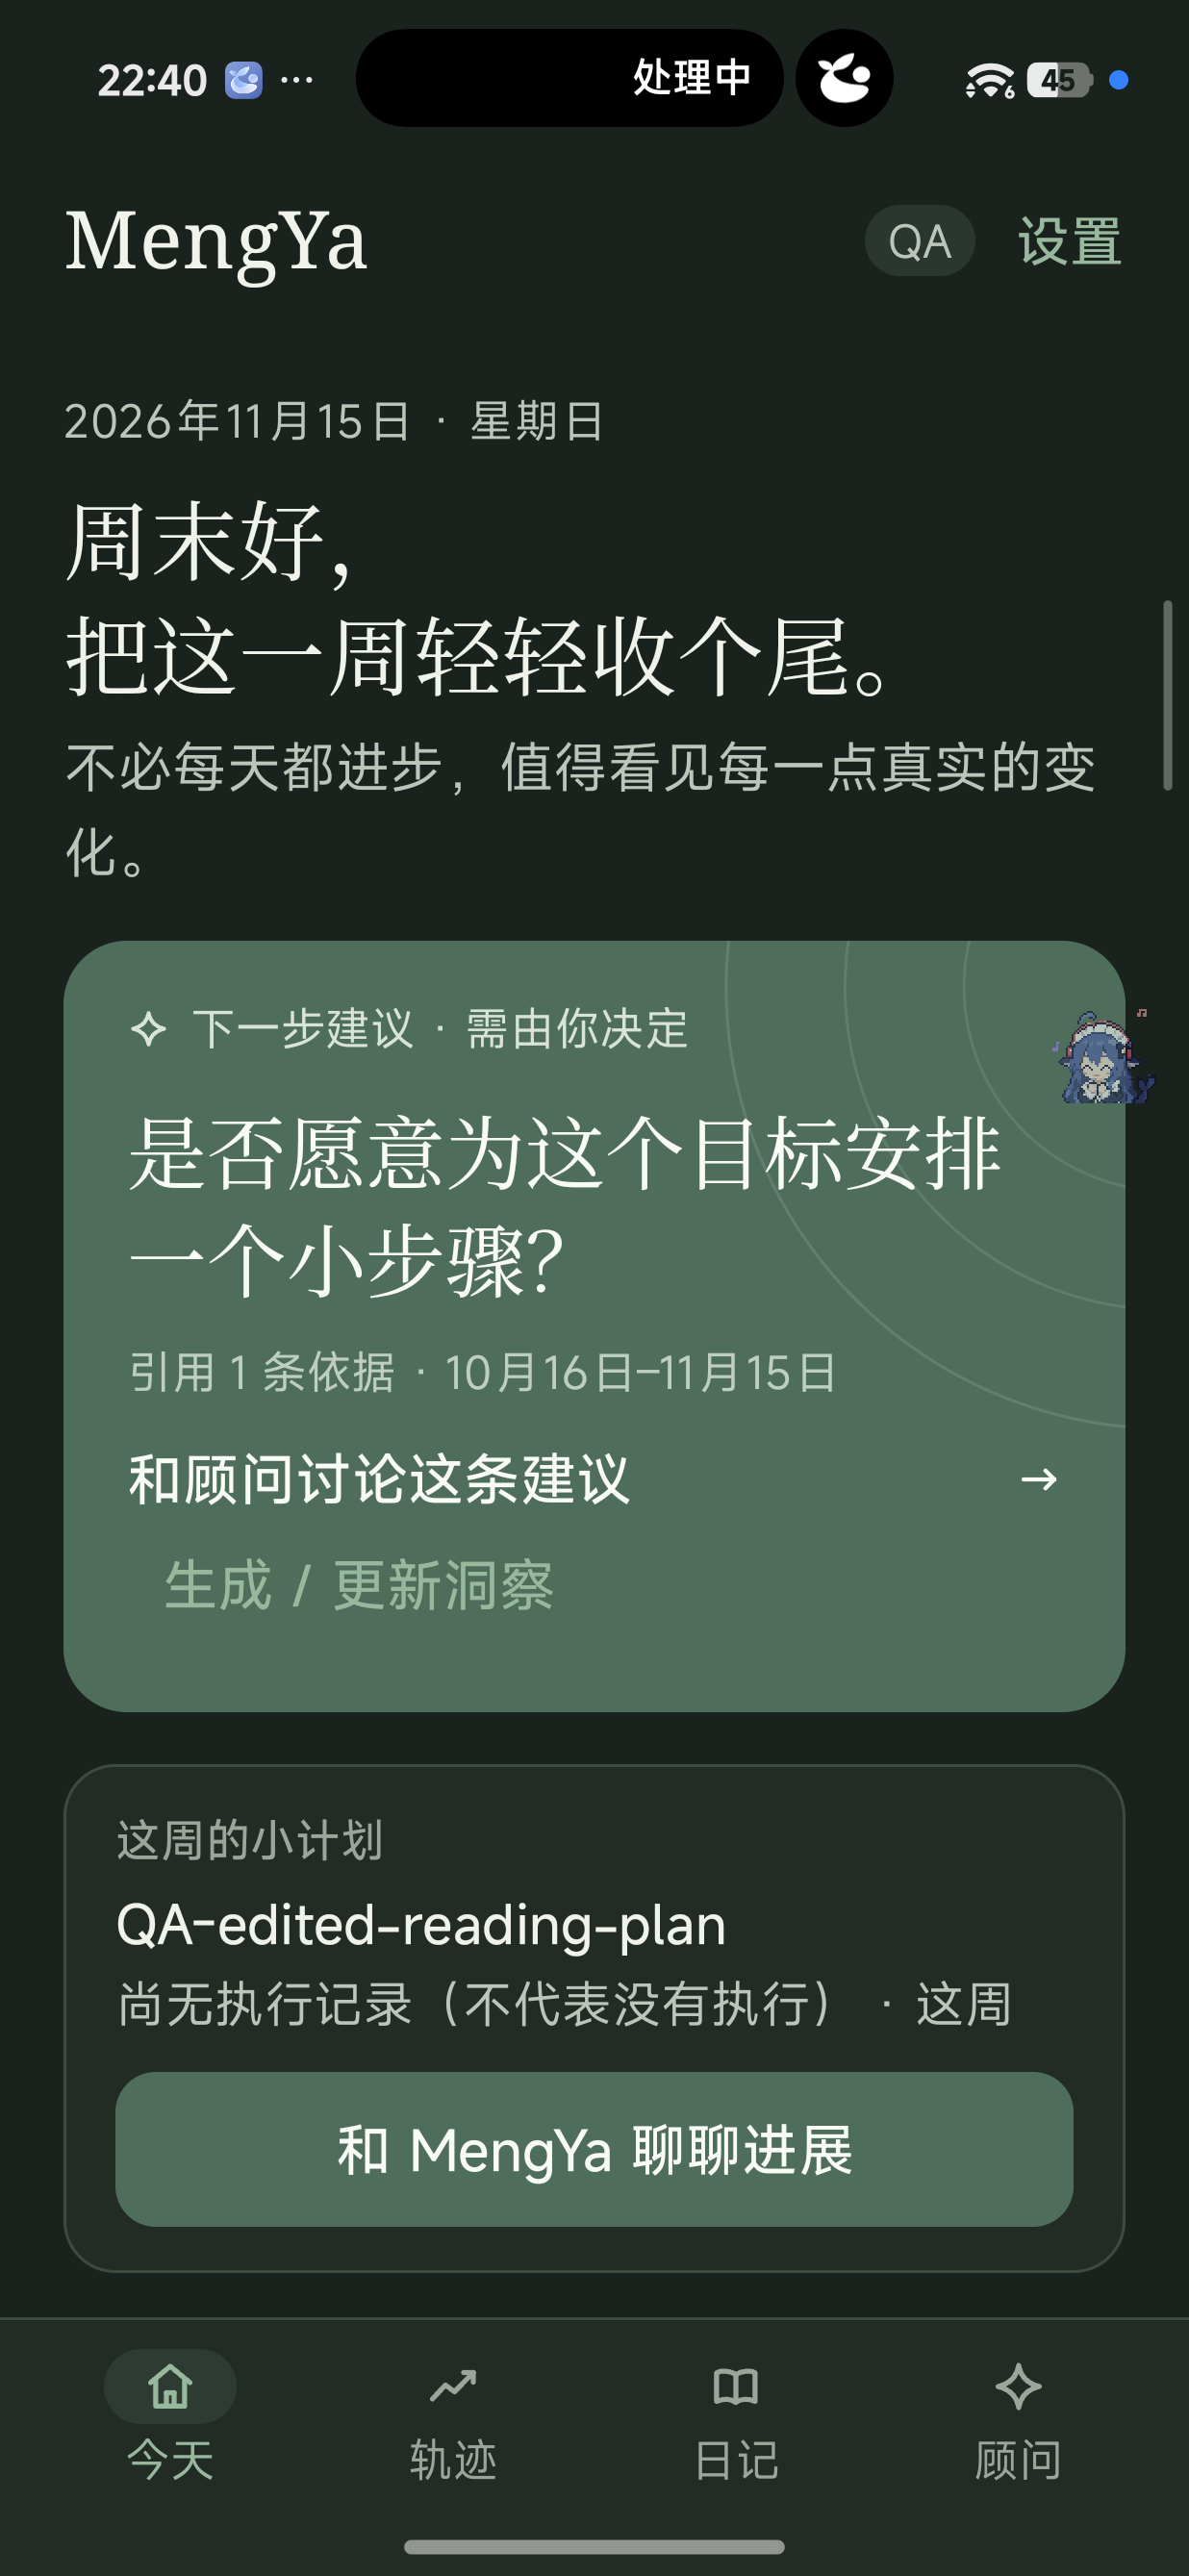 22:40 ··· 处理中 6 45
MengYa QA 设置
2026年11月15日 · 星期日
周末好，
把这一周轻轻收个尾。
不必每天都进步，值得看见每一点真实的变
化。
下一步建议 · 需由你决定
是否愿意为这个目标安排
一个小步骤？
引用 1 条依据 · 10月16日–11月15日
和顾问讨论这条建议 →
生成 / 更新洞察
这周的小计划
QA-edited-reading-plan
尚无执行记录（不代表没有执行） · 这周
和 MengYa 聊聊进展
今天 轨迹 日记 顾问